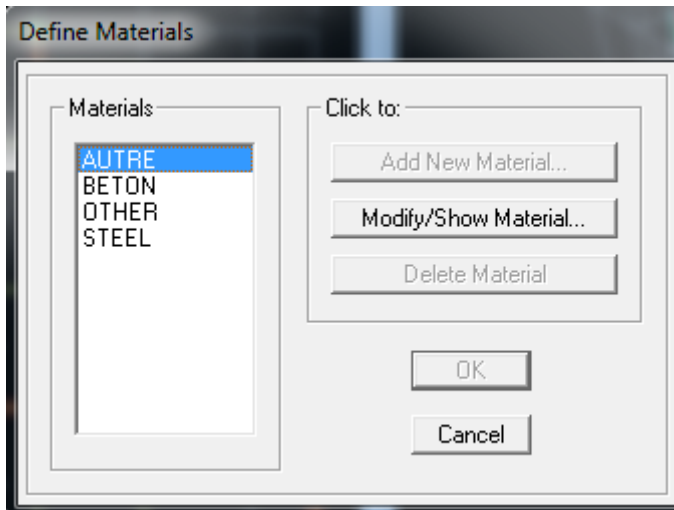 Define Materials
Materials
AUTRE
BETON
OTHER
STEEL
Click to:
Add New Material...
Modify/Show Material...
Delete Material
OK
Cancel